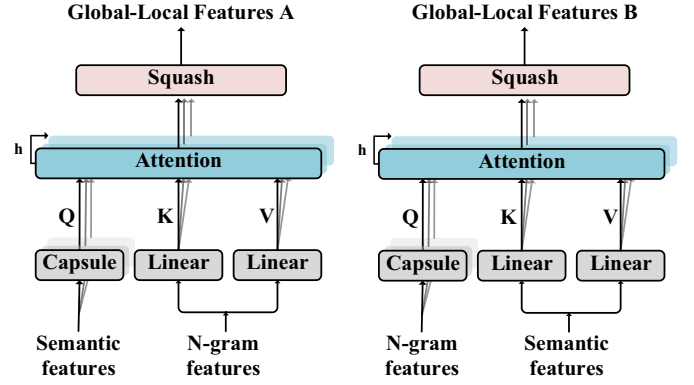 Global-Local Features A
Squash
h
Attention
Q
K
V
Capsule
Linear
Linear
Semantic
features
N-gram
features
Global-Local Features B
Squash
h
Attention
Q
K
V
Capsule
Linear
Linear
N-gram
features
Semantic
features